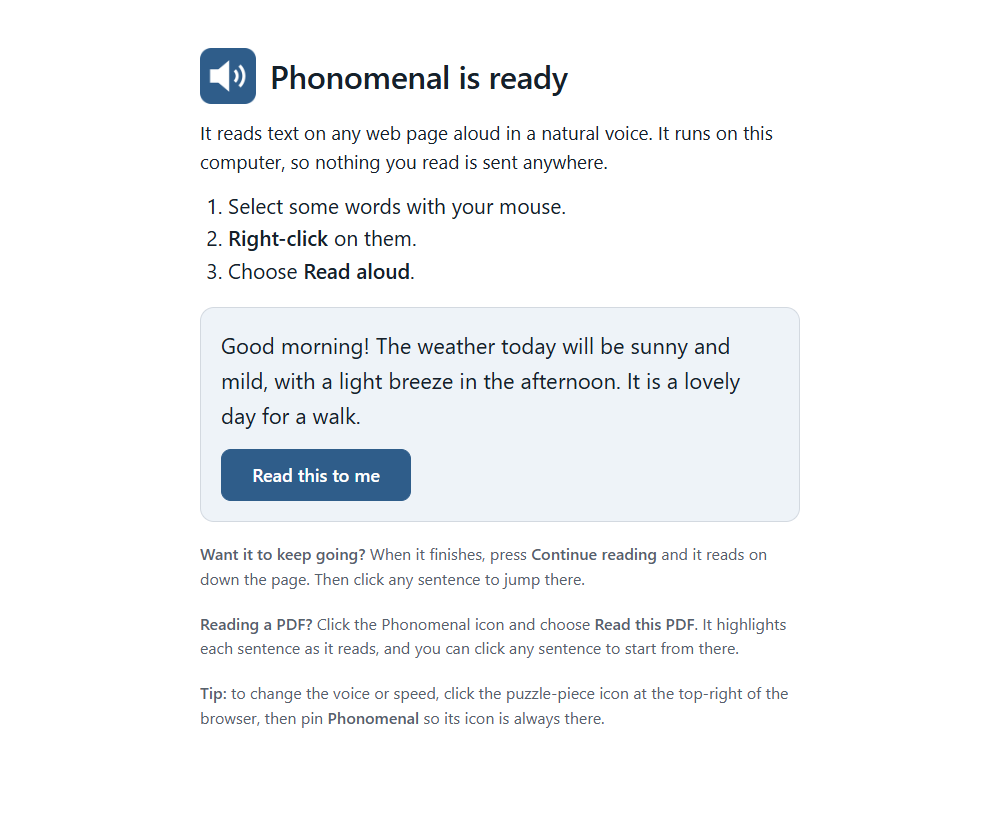 Phonomenal is ready
It reads text on any web page aloud in a natural voice. It runs on this
computer, so nothing you read is sent anywhere.
1. Select some words with your mouse.
2. Right-click on them.
3. Choose Read aloud.
Good morning! The weather today will be sunny and
mild, with a light breeze in the afternoon. It is a lovely
day for a walk.
Read this to me
Want it to keep going? When it finishes, press Continue reading and it reads on
down the page. Then click any sentence to jump there.
Reading a PDF? Click the Phonomenal icon and choose Read this PDF. It highlights
each sentence as it reads, and you can click any sentence to start from there.
Tip: to change the voice or speed, click the puzzle-piece icon at the top-right of the
browser, then pin Phonomenal so its icon is always there.